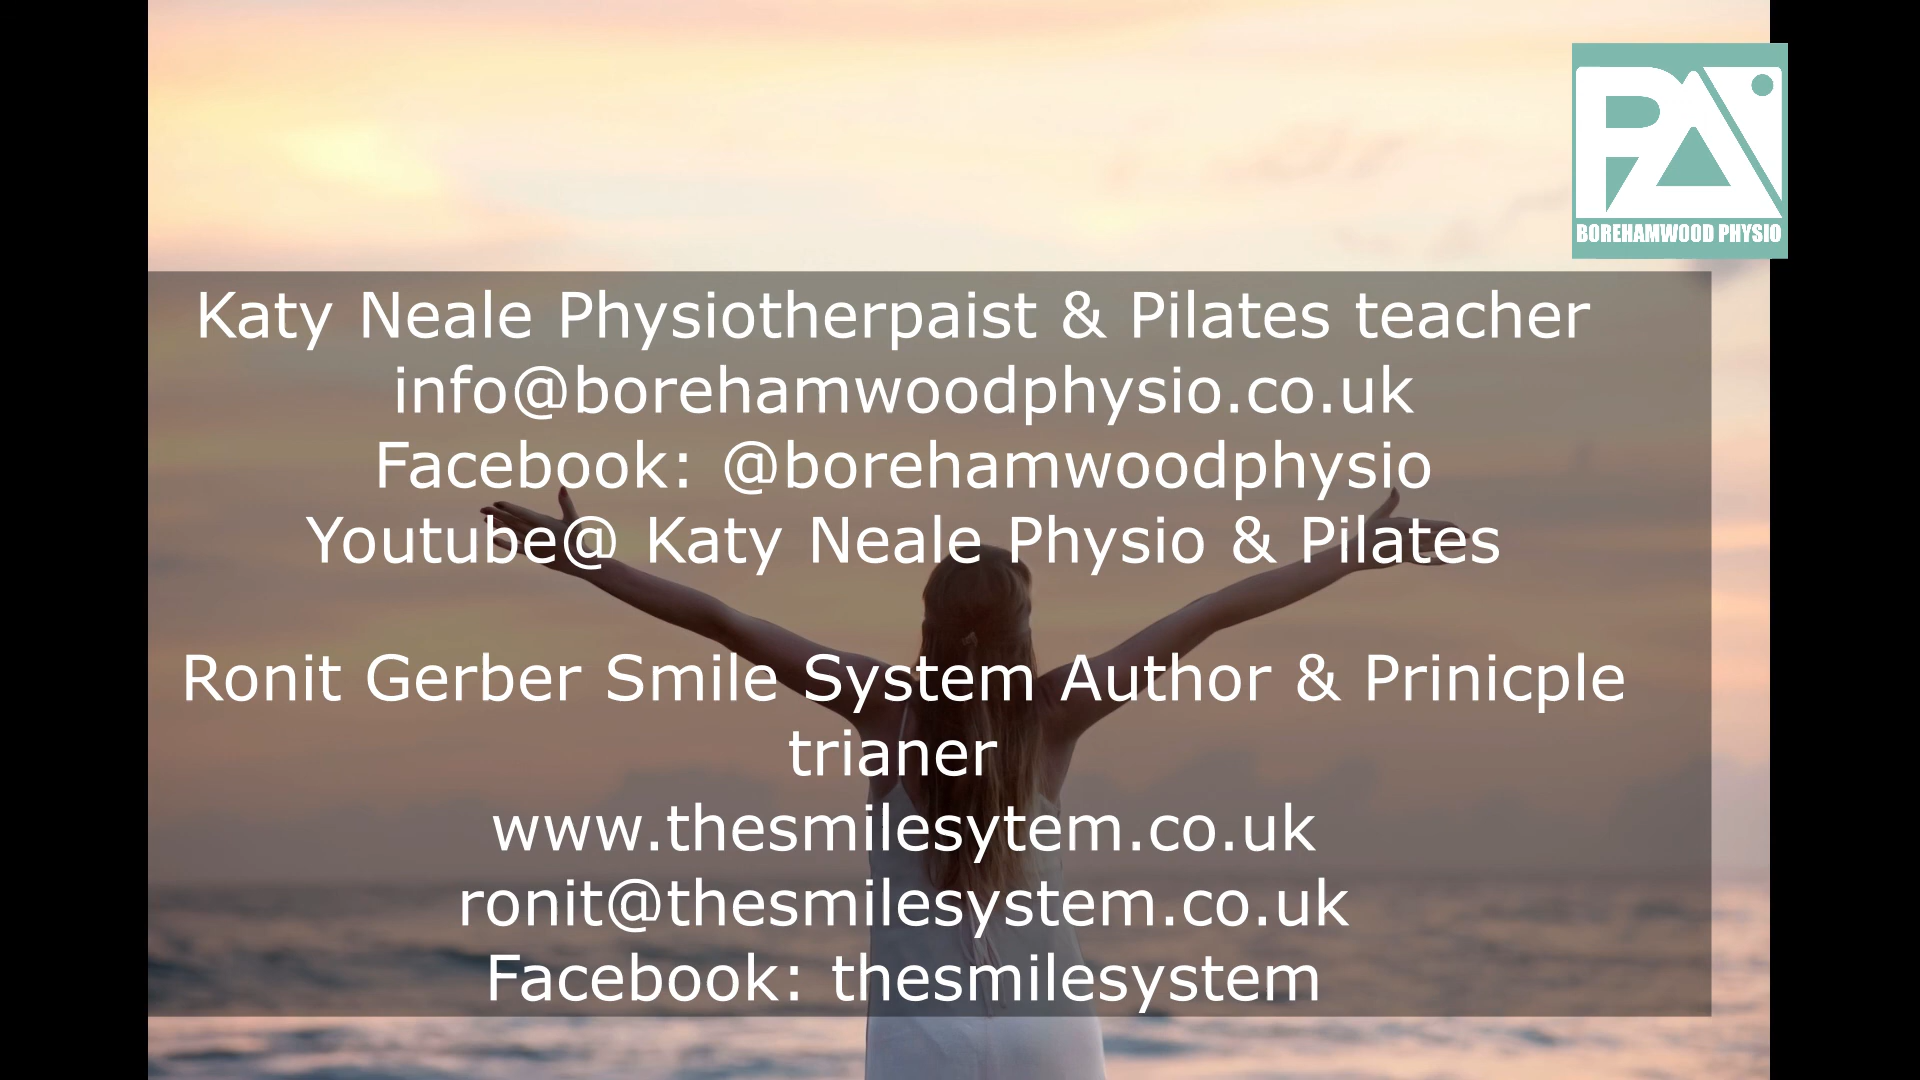 PA
BOREHAMWOOD PHYSIO
Katy Neale Physiotherpaist & Pilates teacher
info@borehamwoodphysio.co.uk
Facebook: @borehamwoodphysio
Youtube@ Katy Neale Physio & Pilates
Ronit Gerber Smile System Author & Prinicple
trianer
www.thesmilesytem.co.uk
ronit@thesmilesystem.co.uk
Facebook: thesmilesystem